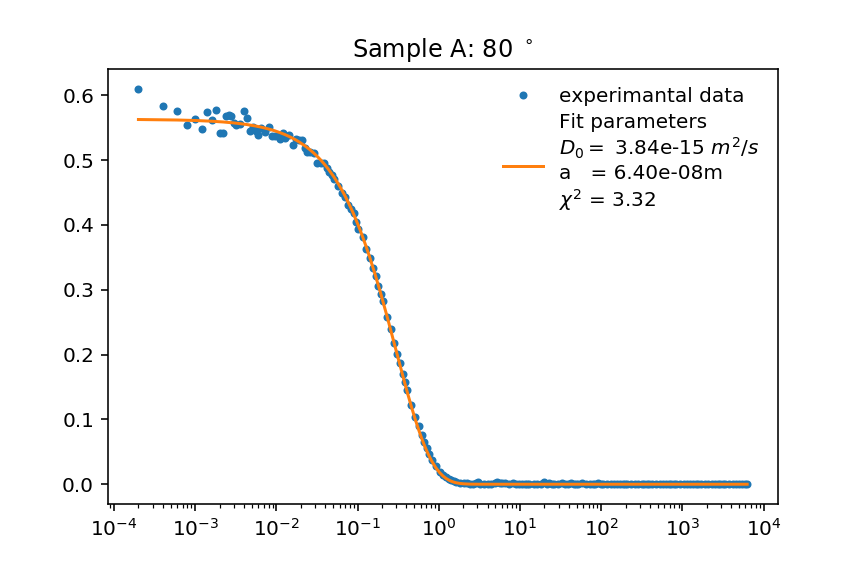 Sample A: 80 °
experimantal data
Fit parameters
D₀ = 3.84e-15 m²/s
a = 6.40e-08m
χ² = 3.32
0.6
0.5
0.4
0.3
0.2
0.1
0.0
10⁻⁴ 10⁻³ 10⁻² 10⁻¹ 10⁰ 10¹ 10² 10³ 10⁴